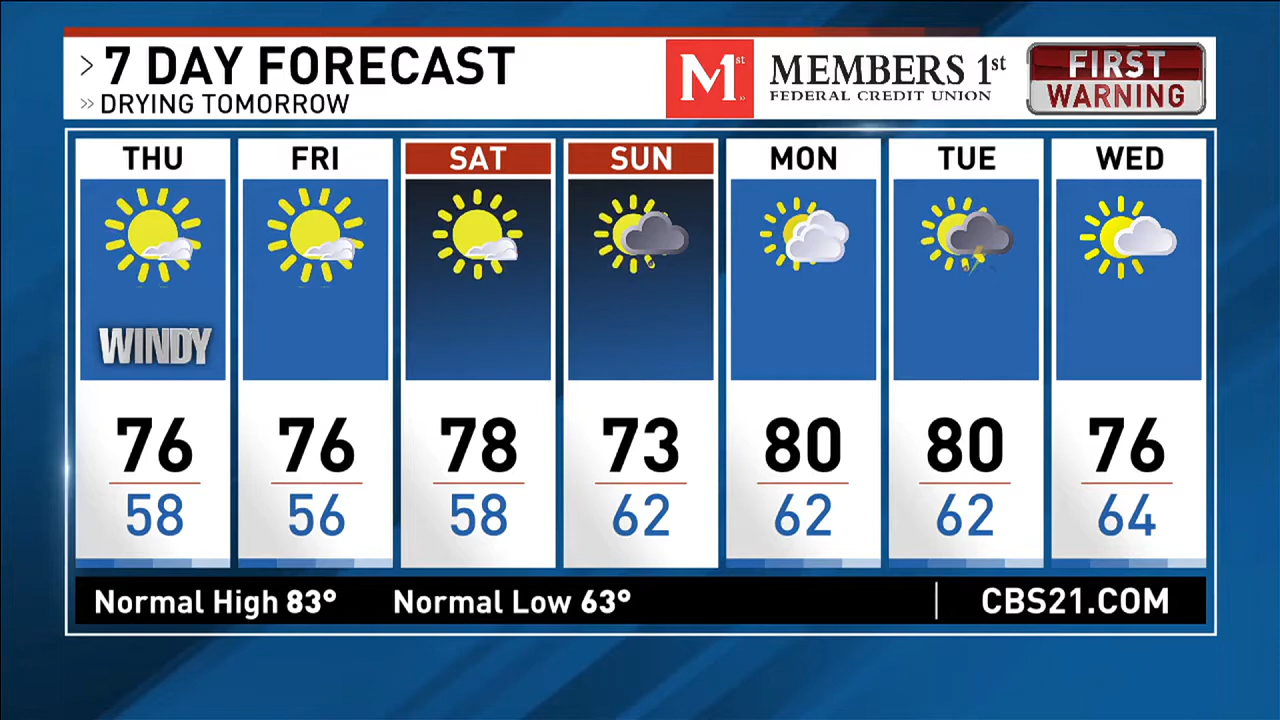 > 7 DAY FORECAST
» DRYING TOMORROW
M st »
MEMBERS 1st
FEDERAL CREDIT UNION
FIRST
WARNING
THU FRI SAT SUN MON TUE WED
WINDY
76 76 78 73 80 80 76
58 56 58 62 62 62 64
Normal High 83° Normal Low 63° | CBS21.COM